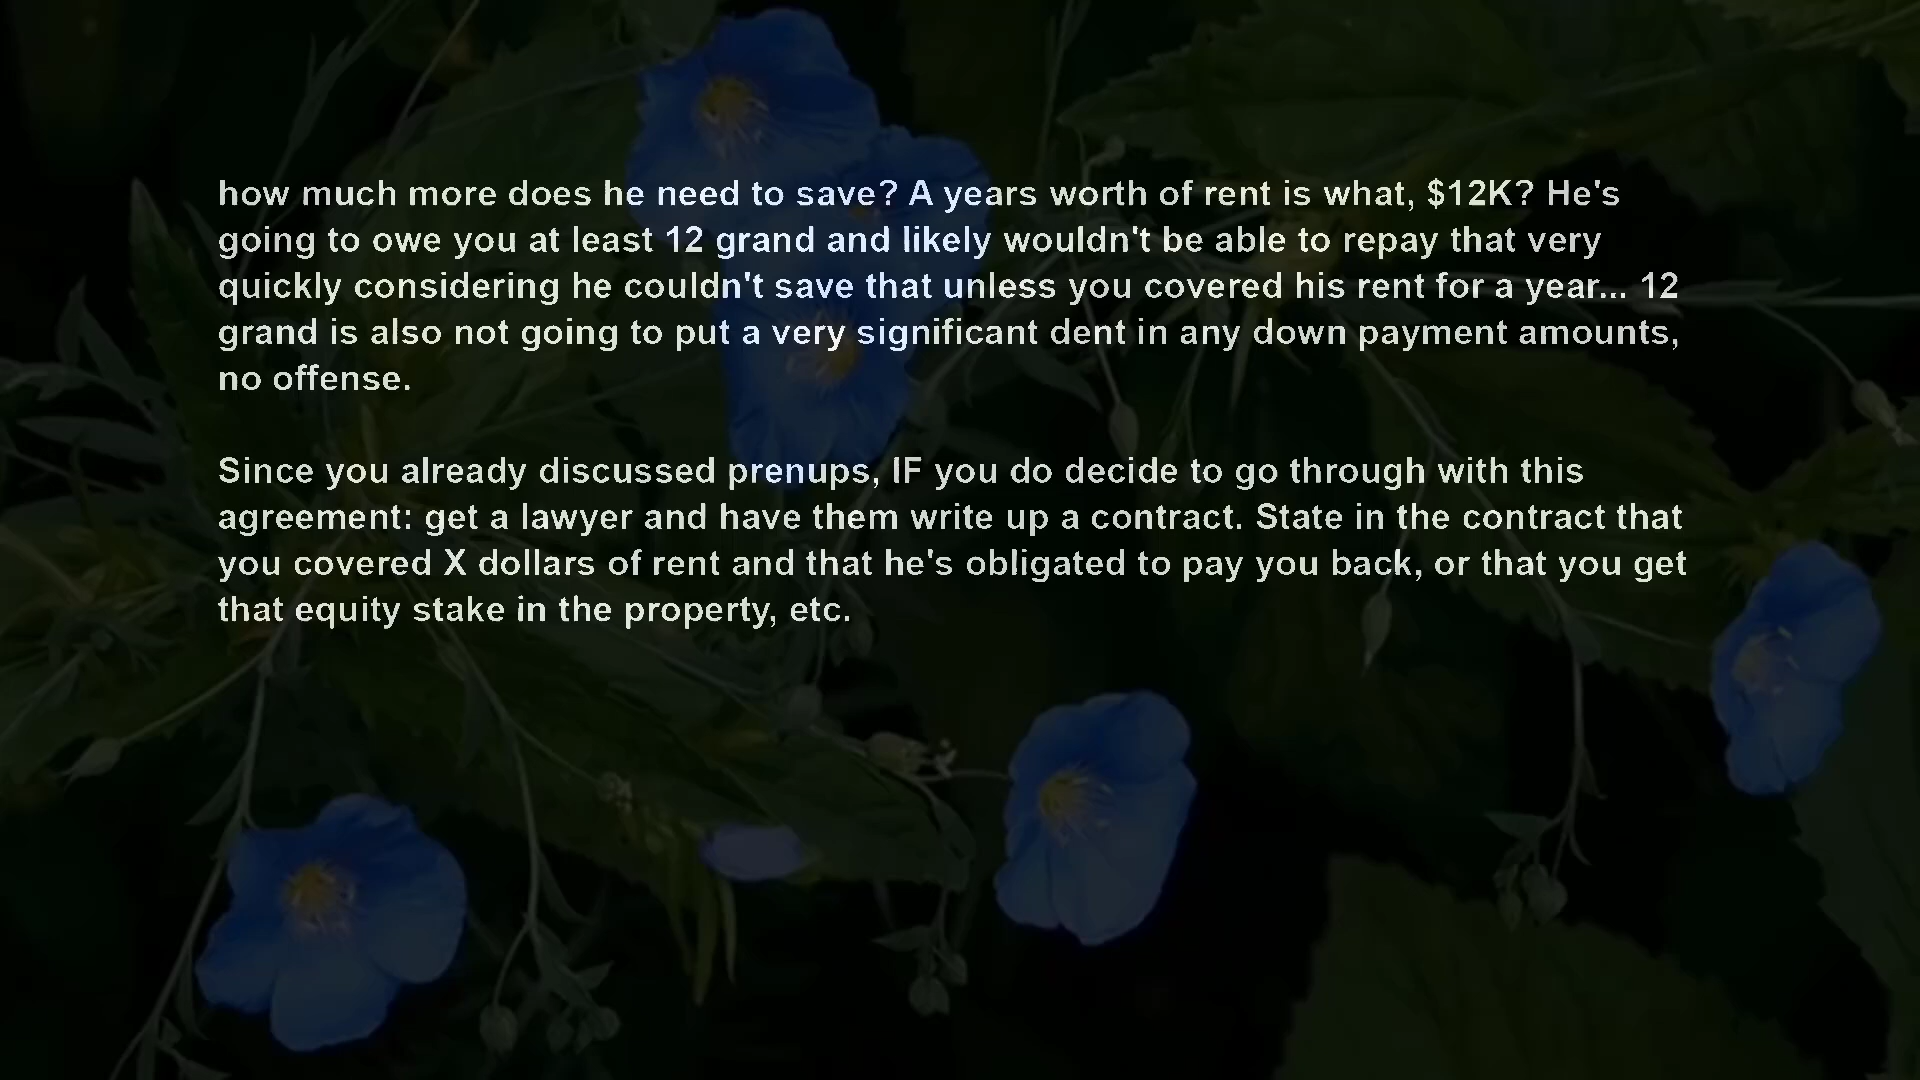 how much more does he need to save? A years worth of rent is what, $12K? He's
going to owe you at least 12 grand and likely wouldn't be able to repay that very
quickly considering he couldn't save that unless you covered his rent for a year... 12
grand is also not going to put a very significant dent in any down payment amounts,
no offense.
Since you already discussed prenups, IF you do decide to go through with this
agreement: get a lawyer and have them write up a contract. State in the contract that
you covered X dollars of rent and that he's obligated to pay you back, or that you get
that equity stake in the property, etc.